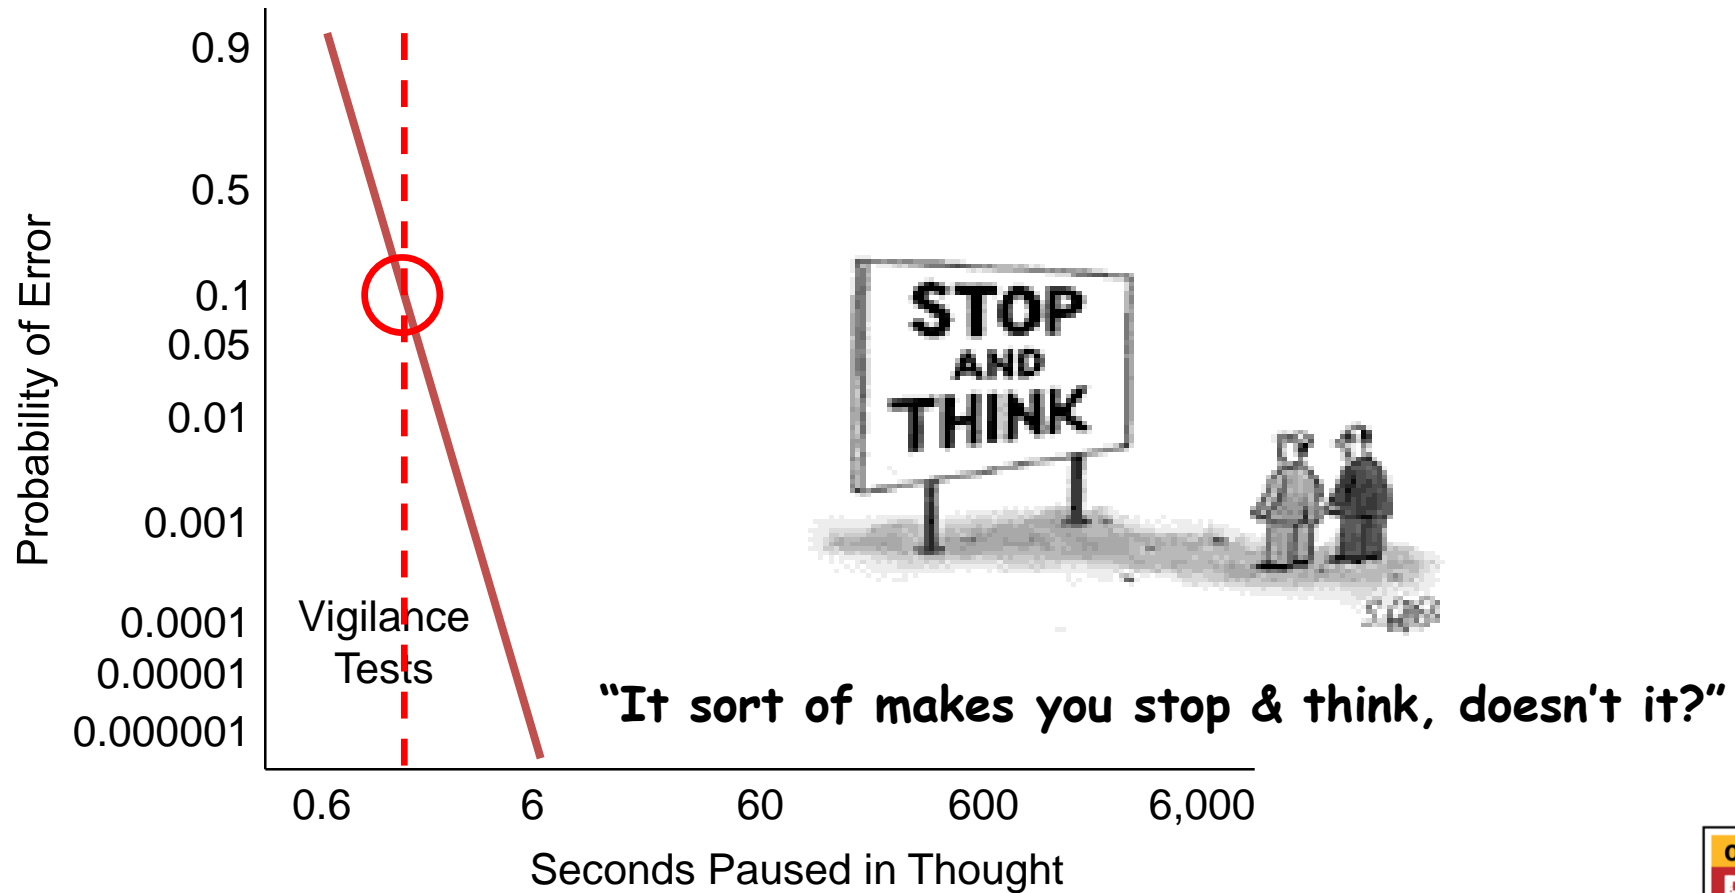 0.9
0.5
0.1
0.05
0.01
0.001
0.0001
0.00001
0.000001
Probability of Error
Vigilance
Tests
STOP
AND
THINK
“It sort of makes you stop & think, doesn’t it?”
0.6 6 60 600 6,000
Seconds Paused in Thought